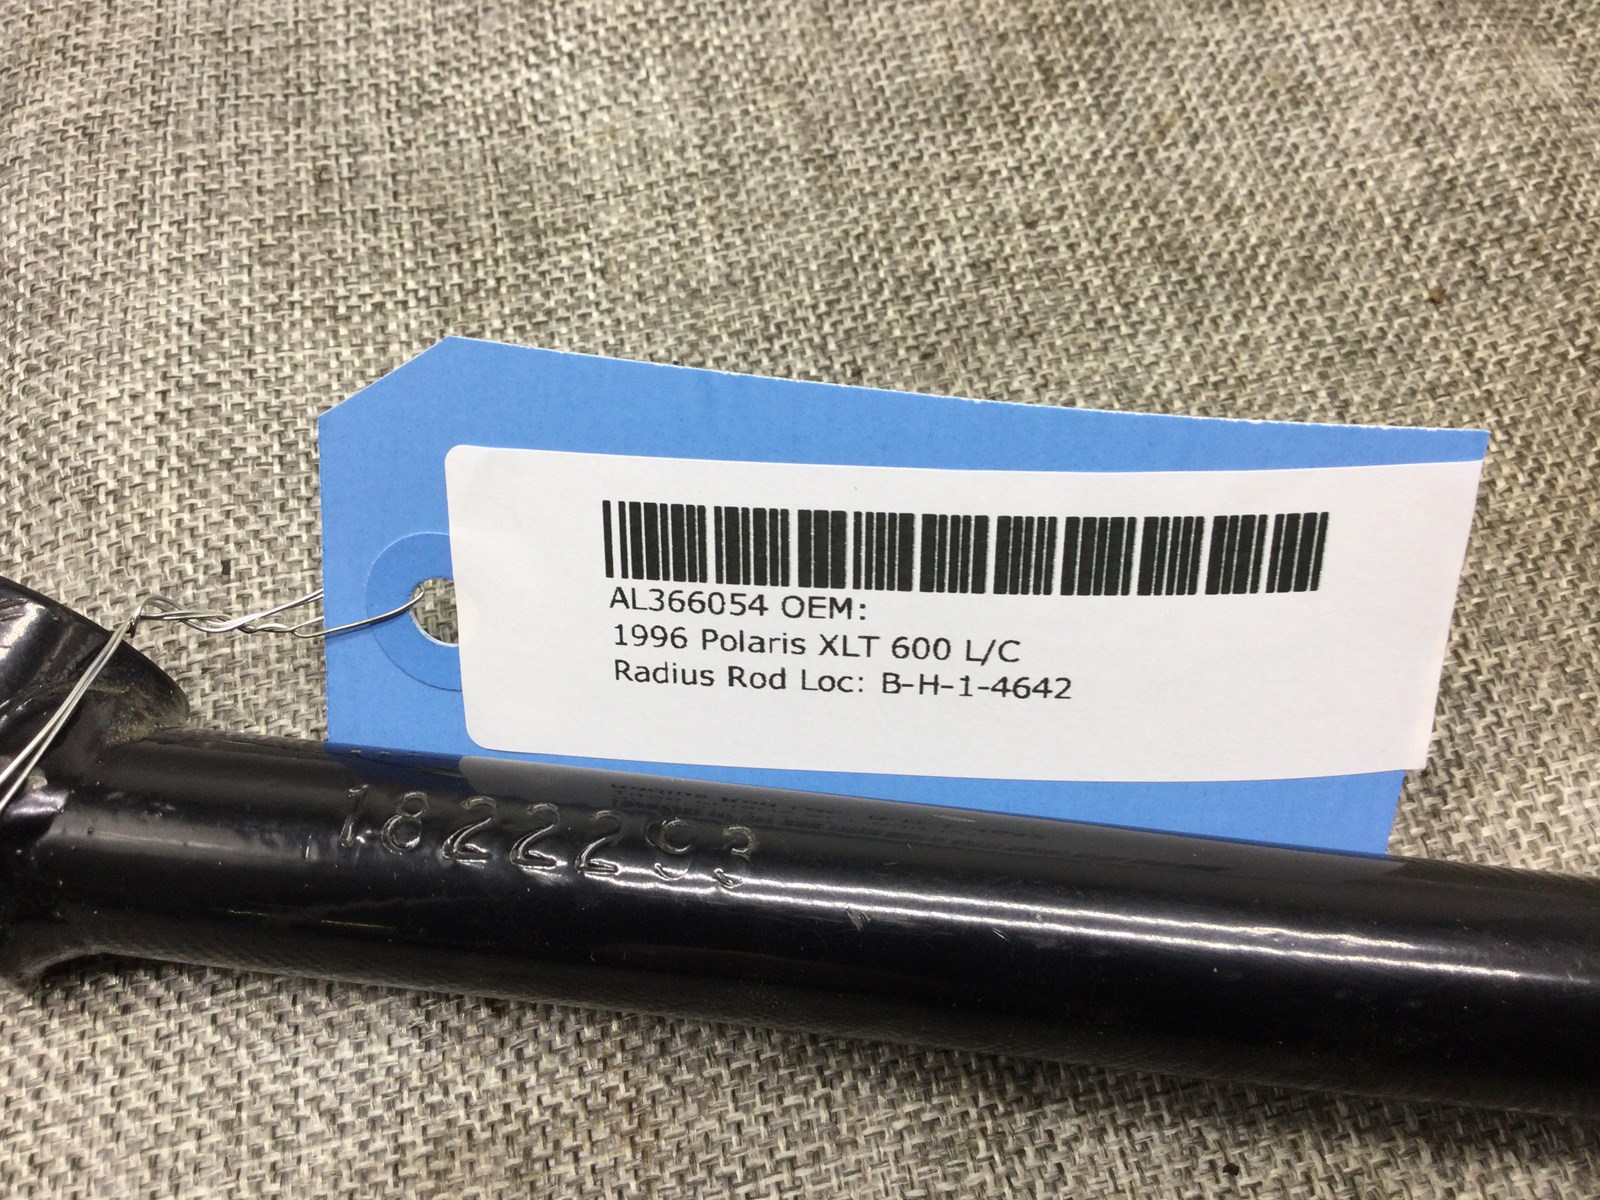 AL366054 OEM:
1996 Polaris XLT 600 L/C
Radius Rod Loc: B-H-1-4642
1822293